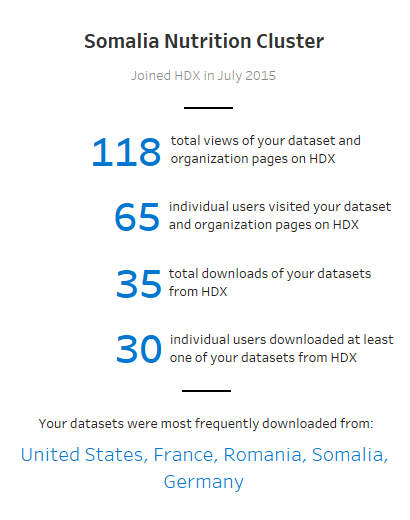 Somalia Nutrition Cluster
Joined HDX in July 2015
118 total views of your dataset and
organization pages on HDX
65 individual users visited your dataset
and organization pages on HDX
35 total downloads of your datasets
from HDX
30 individual users downloaded at least
one of your datasets from HDX
Your datasets were most frequently downloaded from:
United States, France, Romania, Somalia,
Germany